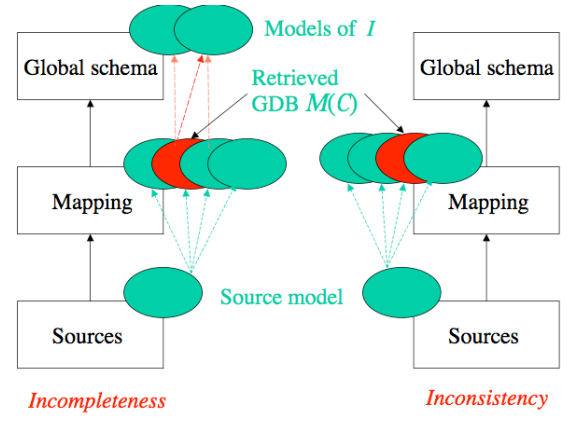 Models of I
Global schema
Global schema
Retrieved
GDB M(C)
Mapping
Mapping
Source model
Sources
Sources
Incompleteness
Inconsistency